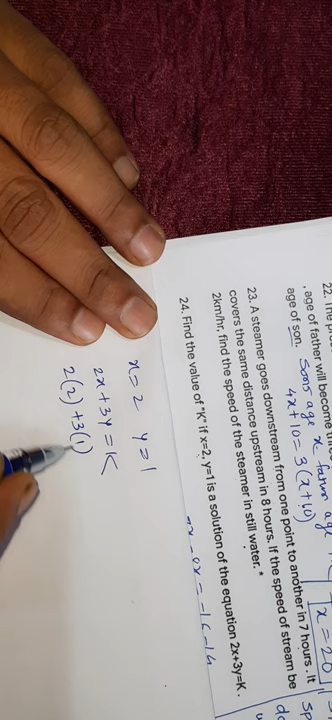 22. The
, age of father will become
age of son. Sons age x
4x+10=3(x+10)
x=20
23. A steamer goes downstream from one point to another in 7 hours. It
covers the same distance upstream in 8 hours. If the speed of stream be
2km/hr, find the speed of the steamer in still water. *
24. Find the value of "K" if x=2, y=1 is a solution of the equation 2x+3y=K.
x=2 y=1
2x+3y=K
2(2)+3(1)